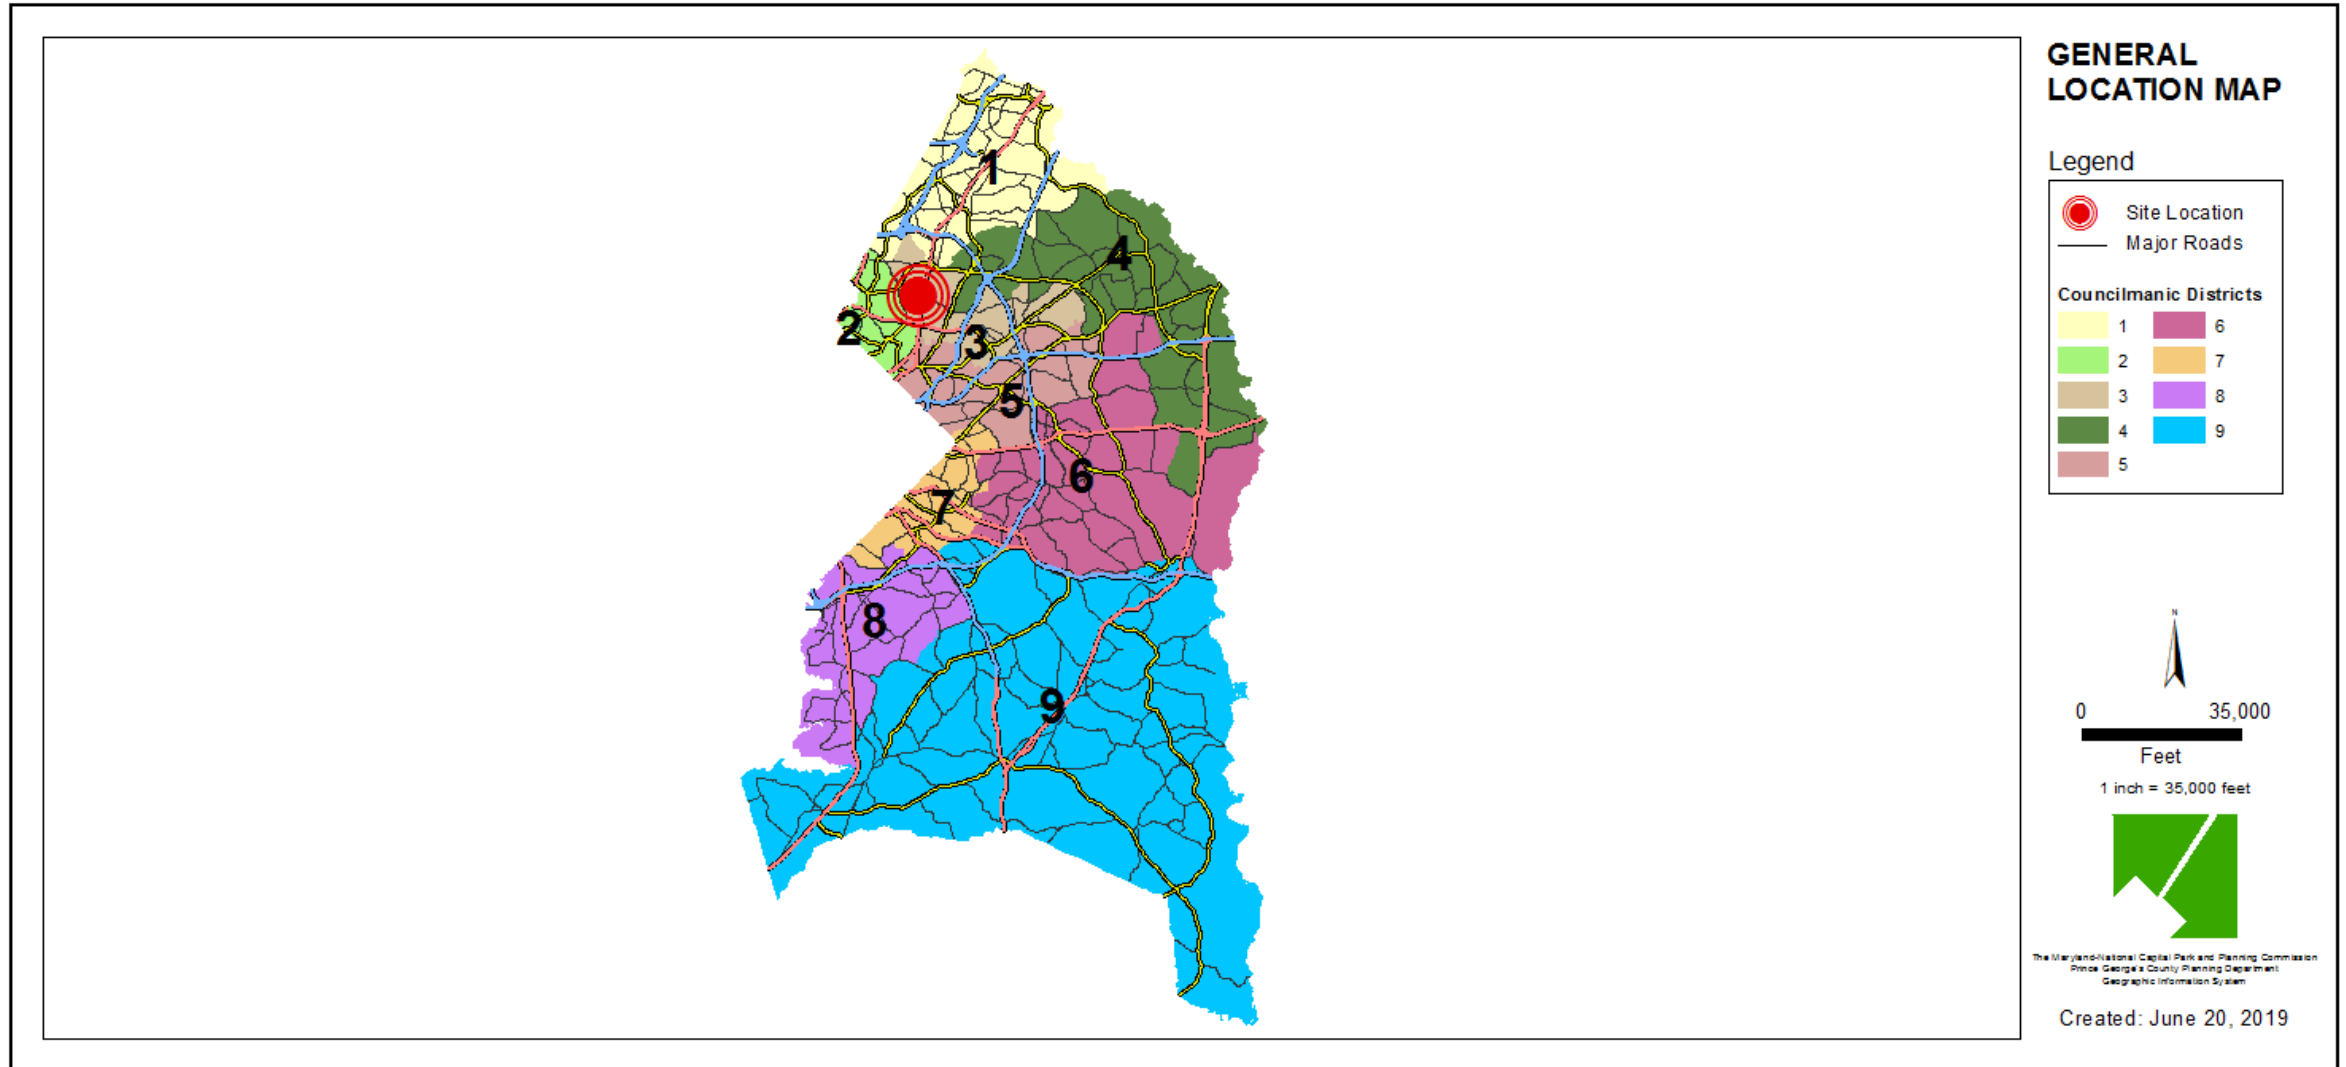 GENERAL
LOCATION MAP
Legend
Site Location
Major Roads
Councilmanic Districts
1 6
2 7
3 8
4 9
5
1
4
2
3
5
6
7
8
9
N
0 35,000
Feet
1 inch = 35,000 feet
The Maryland-National Capital Park and Planning Commission
Prince George's County Planning Department
Geographic Information System
Created: June 20, 2019